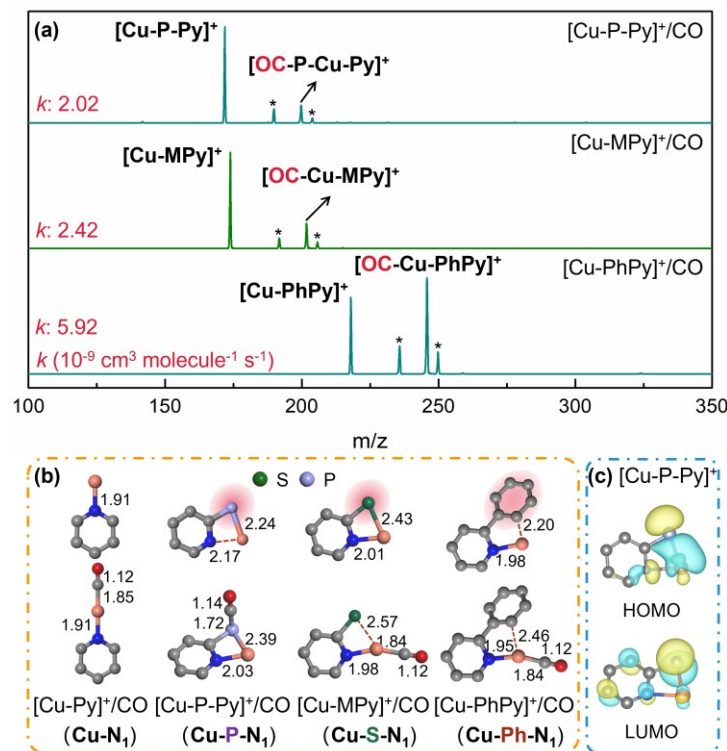 (a)
[Cu-P-Py]⁺
[Cu-P-Py]⁺/CO
[OC-P-Cu-Py]⁺
k: 2.02
*
*
[Cu-MPy]⁺
[Cu-MPy]⁺/CO
[OC-Cu-MPy]⁺
k: 2.42
*
*
[OC-Cu-PhPy]⁺
[Cu-PhPy]⁺/CO
[Cu-PhPy]⁺
k: 5.92
*
*
k (10⁻⁹ cm³ molecule⁻¹ s⁻¹)
100 150 200 250 300 350
m/z
(b)
S P
1.91
2.24
2.17
2.43
2.01
2.20
1.98
1.12
1.85
1.91
1.14
1.72
2.39
2.03
2.57
1.84
1.98
1.12
2.46
1.95
1.12
1.84
[Cu-Py]⁺/CO [Cu-P-Py]⁺/CO [Cu-MPy]⁺/CO [Cu-PhPy]⁺/CO
(Cu-N₁) (Cu-P-N₁) (Cu-S-N₁) (Cu-Ph-N₁)
(c) [Cu-P-Py]⁺
HOMO
LUMO